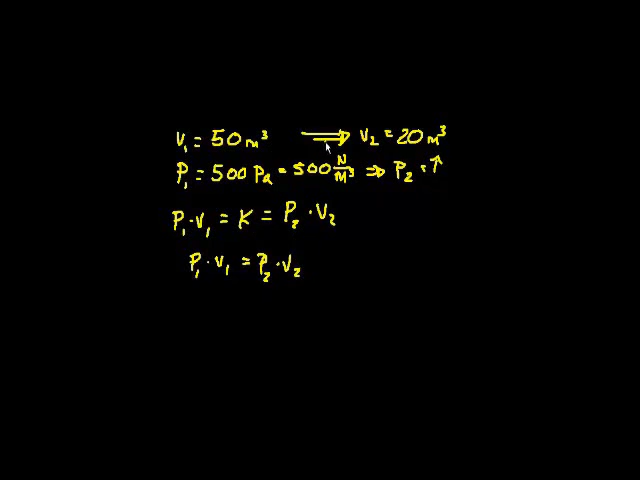 V₁ = 50 m³ ⇒ V₂ = 20 m³
P₁ = 500 Pa = 500 N/m³ ⇒ P₂ = ↑
P₁ · V₁ = K = P₂ · V₂
P₁ · V₁ = P₂ · V₂